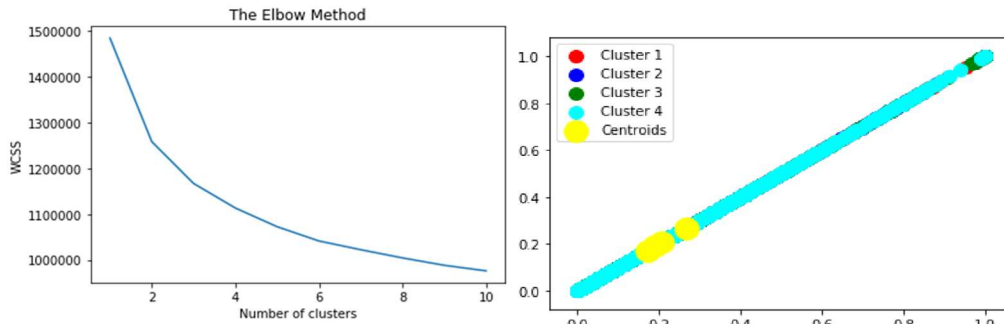 The Elbow Method
1500000
1400000
1300000
1200000
1100000
1000000
WCSS
2 4 6 8 10
Number of clusters
Cluster 1
Cluster 2
Cluster 3
Cluster 4
Centroids
1.0
0.8
0.6
0.4
0.2
0.0
0.0 0.2 0.4 0.6 0.8 1.0